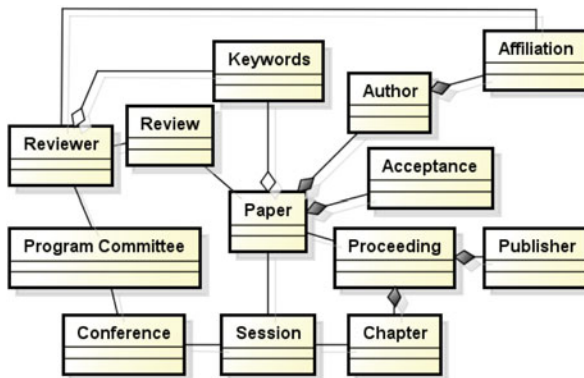 Affiliation
Keywords
Author
Review
Reviewer
Acceptance
Paper
Program Committee
Proceeding
Publisher
Conference
Session
Chapter